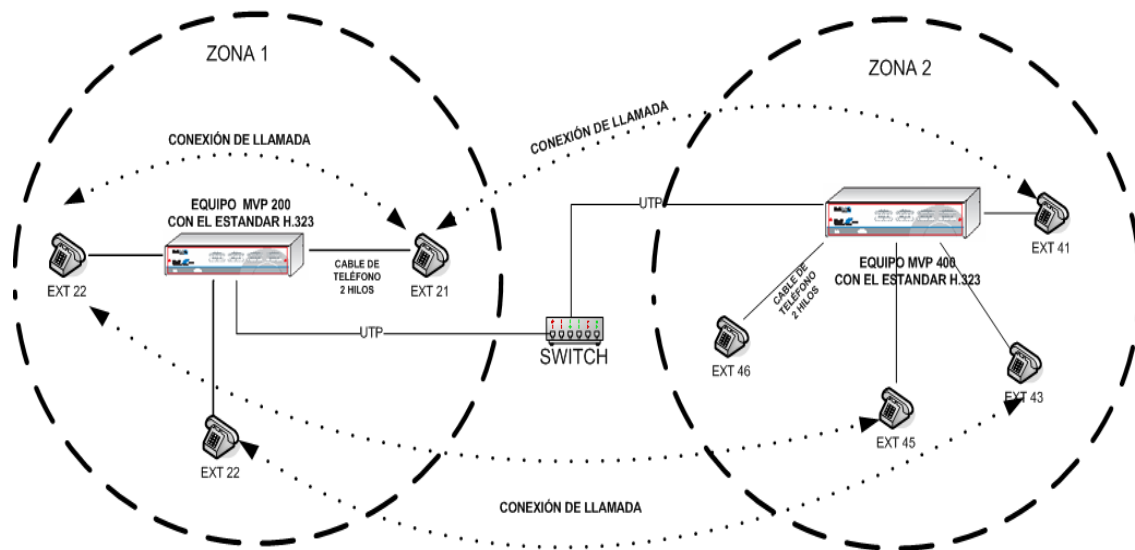 ZONA 1
ZONA 2
CONEXIÓN DE LLAMADA
CONEXIÓN DE LLAMADA
EQUIPO MVP 200
CON EL ESTANDAR H.323
UTP
EXT 22
CABLE DE
TELÉFONO
2 HILOS
EXT 21
EXT 41
EQUIPO MVP 400
CON EL ESTANDAR H.323
CABLE DE
TELÉFONO
2 HILOS
UTP
SWITCH
EXT 46
EXT 43
EXT 45
EXT 22
CONEXIÓN DE LLAMADA